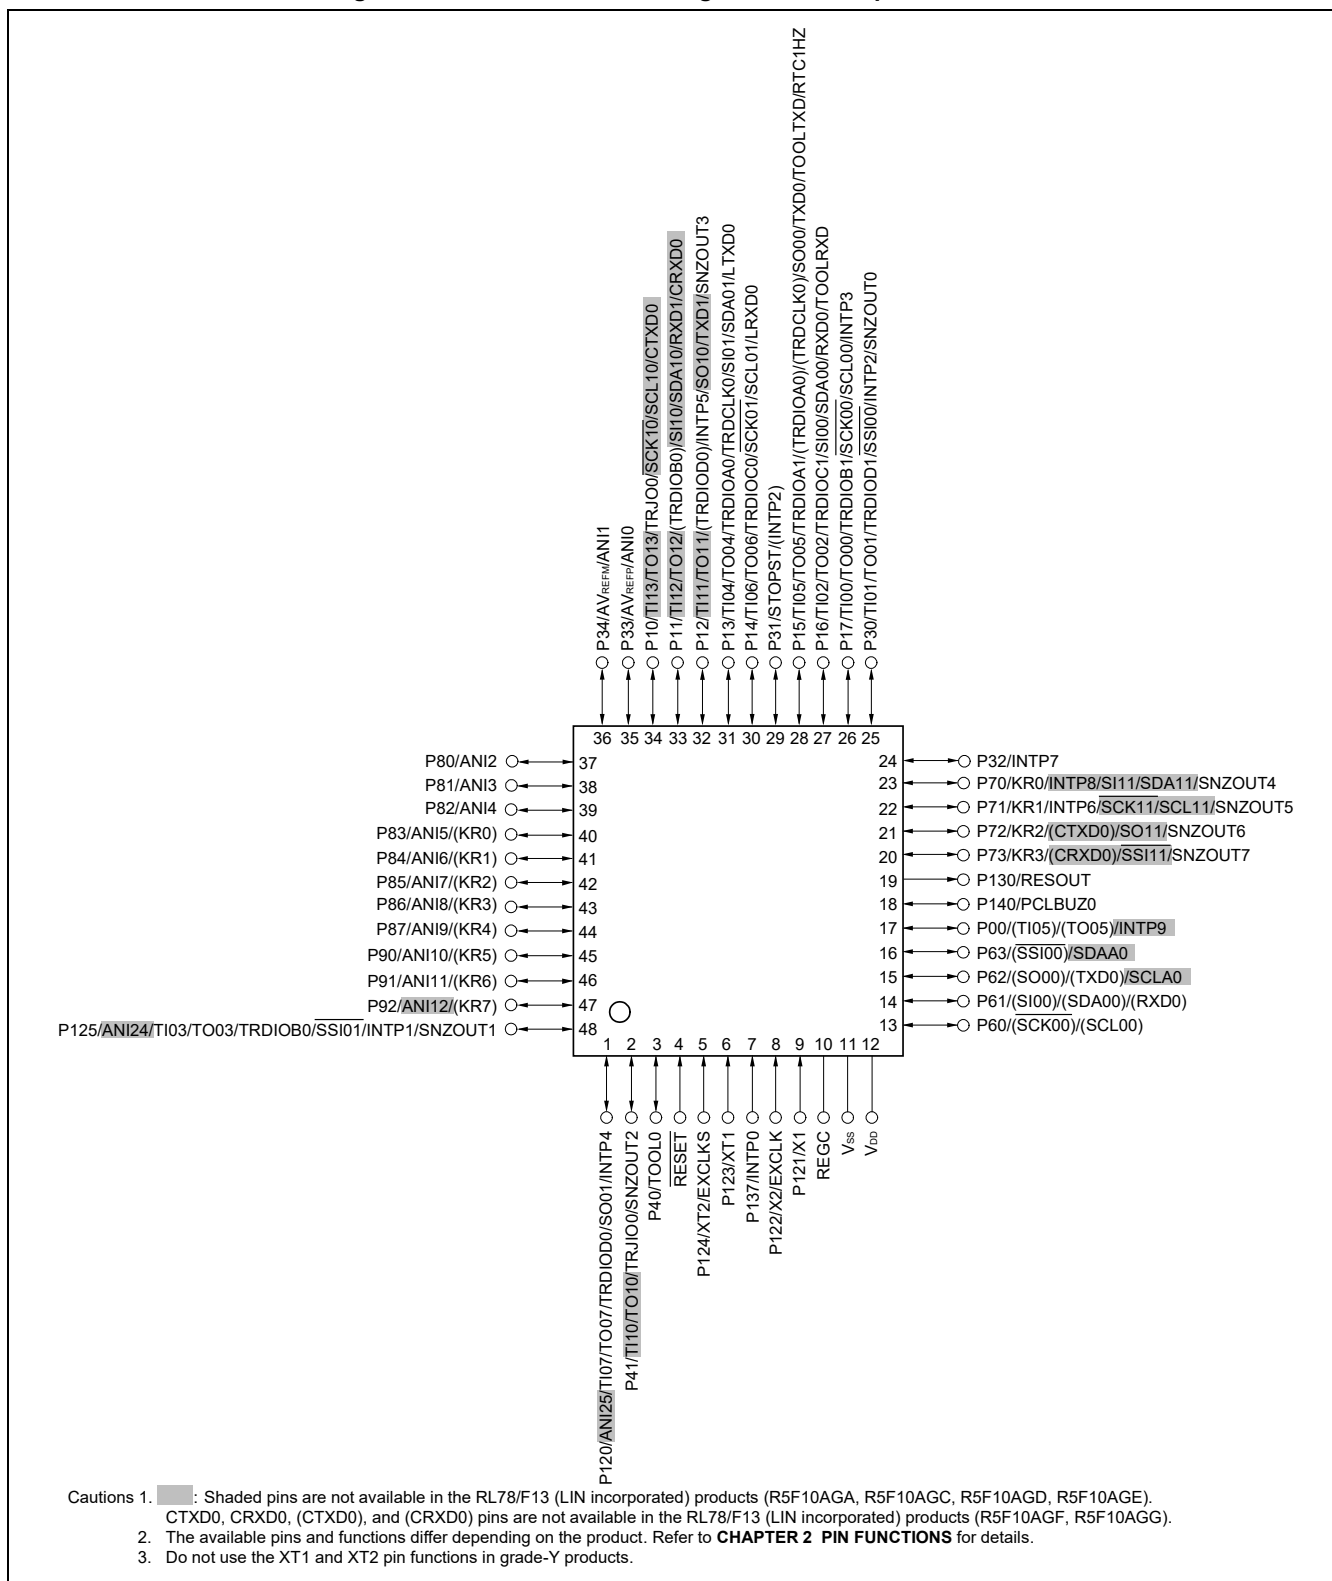 P34/AVREFM/ANI1
P33/AVREFP/ANI0
P10/TI13/TO13/TRJO0/SCK10/SCL10/CTXD0
P11/TI12/TO12/(TRDIOB0)/SI10/SDA10/RXD1/CRXD0
P12/TI11/TO11/(TRDIOD0)/INTP5/SO10/TXD1/SNZOUT3
P13/TI04/TO04/TRDIOA0/TRDCLK0/SI01/SDA01/LTXD0
P14/TI06/TO06/TRDIOC0/SCK01/SCL01/LRXD0
P31/STOPST/(INTP2)
P15/TI05/TO05/TRDIOA1/(TRDIOA0)/(TRDCLK0)/SO00/TXD0/TOOLTXD/RTC1HZ
P16/TI02/TO02/TRDIOC1/SI00/SDA00/RXD0/TOOLRXD
P17/TI00/TO00/TRDIOB1/SCK00/SCL00/INTP3
P30/TI01/TO01/TRDIOD1/SSI00/INTP2/SNZOUT0
36 35 34 33 32 31 30 29 28 27 26 25
P80/ANI2 37
P81/ANI3 38
P82/ANI4 39
P83/ANI5/(KR0) 40
P84/ANI6/(KR1) 41
P85/ANI7/(KR2) 42
P86/ANI8/(KR3) 43
P87/ANI9/(KR4) 44
P90/ANI10/(KR5) 45
P91/ANI11/(KR6) 46
P92/ANI12/(KR7) 47
P125/ANI24/TI03/TO03/TRDIOB0/SSI01/INTP1/SNZOUT1 48
24 P32/INTP7
23 P70/KR0/INTP8/SI11/SDA11/SNZOUT4
22 P71/KR1/INTP6/SCK11/SCL11/SNZOUT5
21 P72/KR2/(CTXD0)/SO11/SNZOUT6
20 P73/KR3/(CRXD0)/SSI11/SNZOUT7
19 P130/RESOUT
18 P140/PCLBUZ0
17 P00/(TI05)/(TO05)/INTP9
16 P63/(SSI00)/SDAA0
15 P62/(SO00)/(TXD0)/SCLA0
14 P61/(SI00)/(SDA00)/(RXD0)
13 P60/(SCK00)/(SCL00)
1 2 3 4 5 6 7 8 9 10 11 12
P120/ANI25/TI07/TO07/TRDIOD0/SO01/INTP4
P41/TI10/TO10/TRJIO0/SNZOUT2
P40/TOOL0
RESET
P124/XT2/EXCLKS
P123/XT1
P137/INTP0
P122/X2/EXCLK
P121/X1
REGC
VSS
VDD
Cautions 1. : Shaded pins are not available in the RL78/F13 (LIN incorporated) products (R5F10AGA, R5F10AGC, R5F10AGD, R5F10AGE).
CTXD0, CRXD0, (CTXD0), and (CRXD0) pins are not available in the RL78/F13 (LIN incorporated) products (R5F10AGF, R5F10AGG).
2. The available pins and functions differ depending on the product. Refer to CHAPTER 2 PIN FUNCTIONS for details.
3. Do not use the XT1 and XT2 pin functions in grade-Y products.